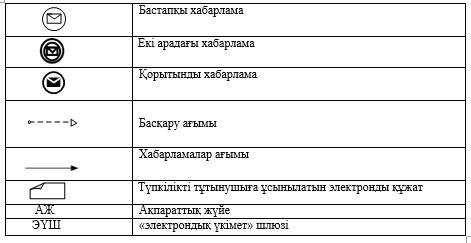 Бастапқы хабарлама
Екі арадағы хабарлама
Қорытынды хабарлама
Басқару ағымы
Хабарламалар ағымы
Түпкілікті тұтынушыға ұсынылатын электронды құжат
АЖ Ақпараттық жүйе
ЭҮШ «электрондық үкімет» шлюзі